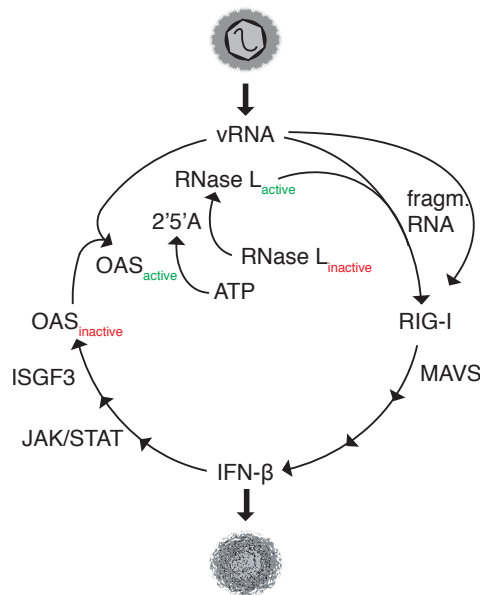 vRNA
RNase Lactive
fragm.
RNA
2'5'A
OASactive
RNase Linactive
ATP
OASinactive
RIG-I
ISGF3
MAVS
JAK/STAT
IFN-β